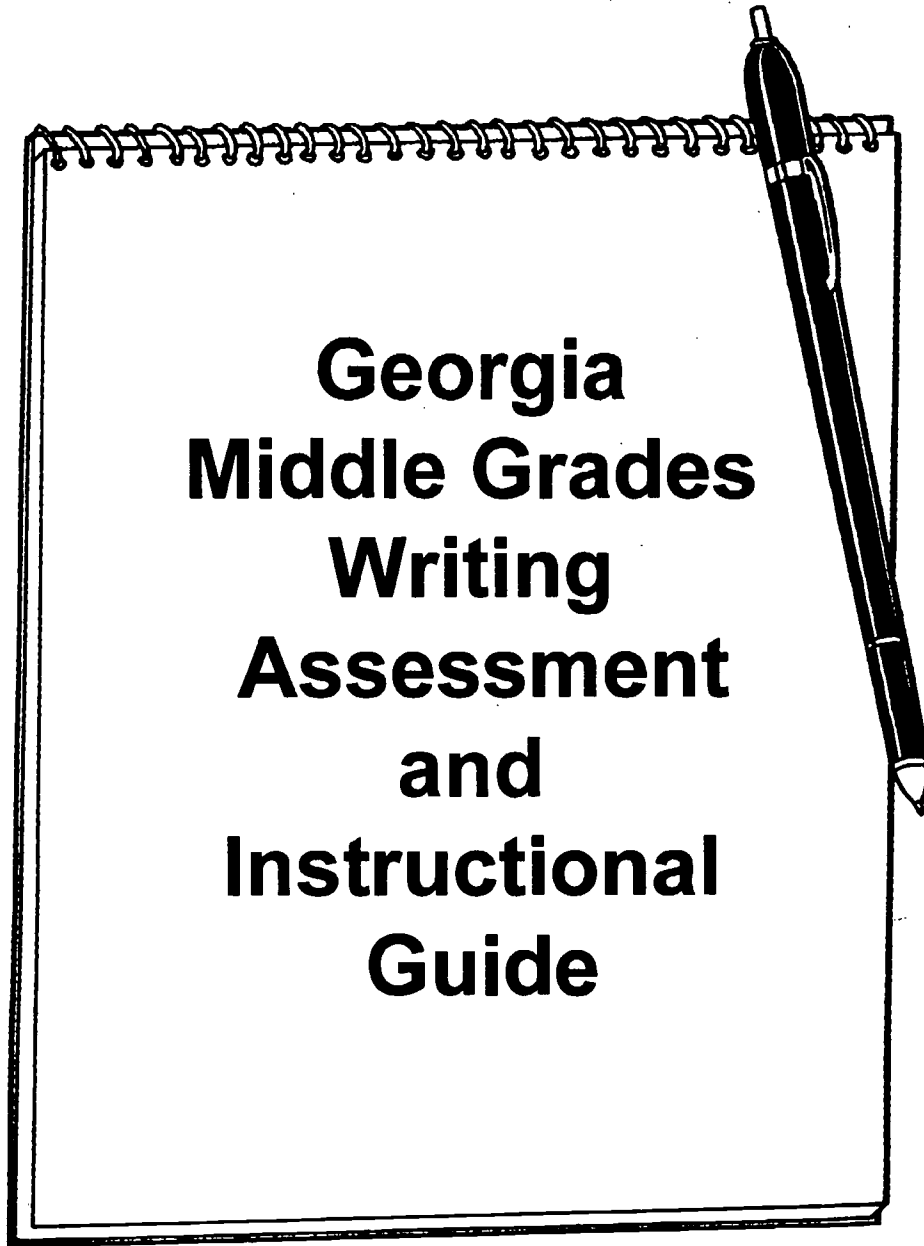 Georgia
Middle Grades
Writing
Assessment
and
Instructional
Guide